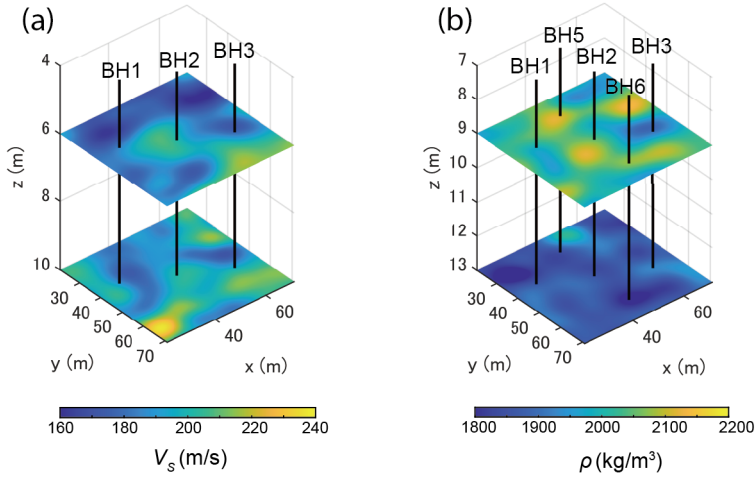 (a)
BH1
BH2
BH3
4
6
8
10
z (m)
30
40
50
60
70
y (m)
40
60
x (m)
160
180
200
220
240
Vs (m/s)
(b)
BH5
BH3
BH2
BH1
BH6
7
8
9
10
11
12
13
z (m)
30
40
50
60
70
y (m)
40
60
x (m)
1800
1900
2000
2100
2200
ρ (kg/m³)